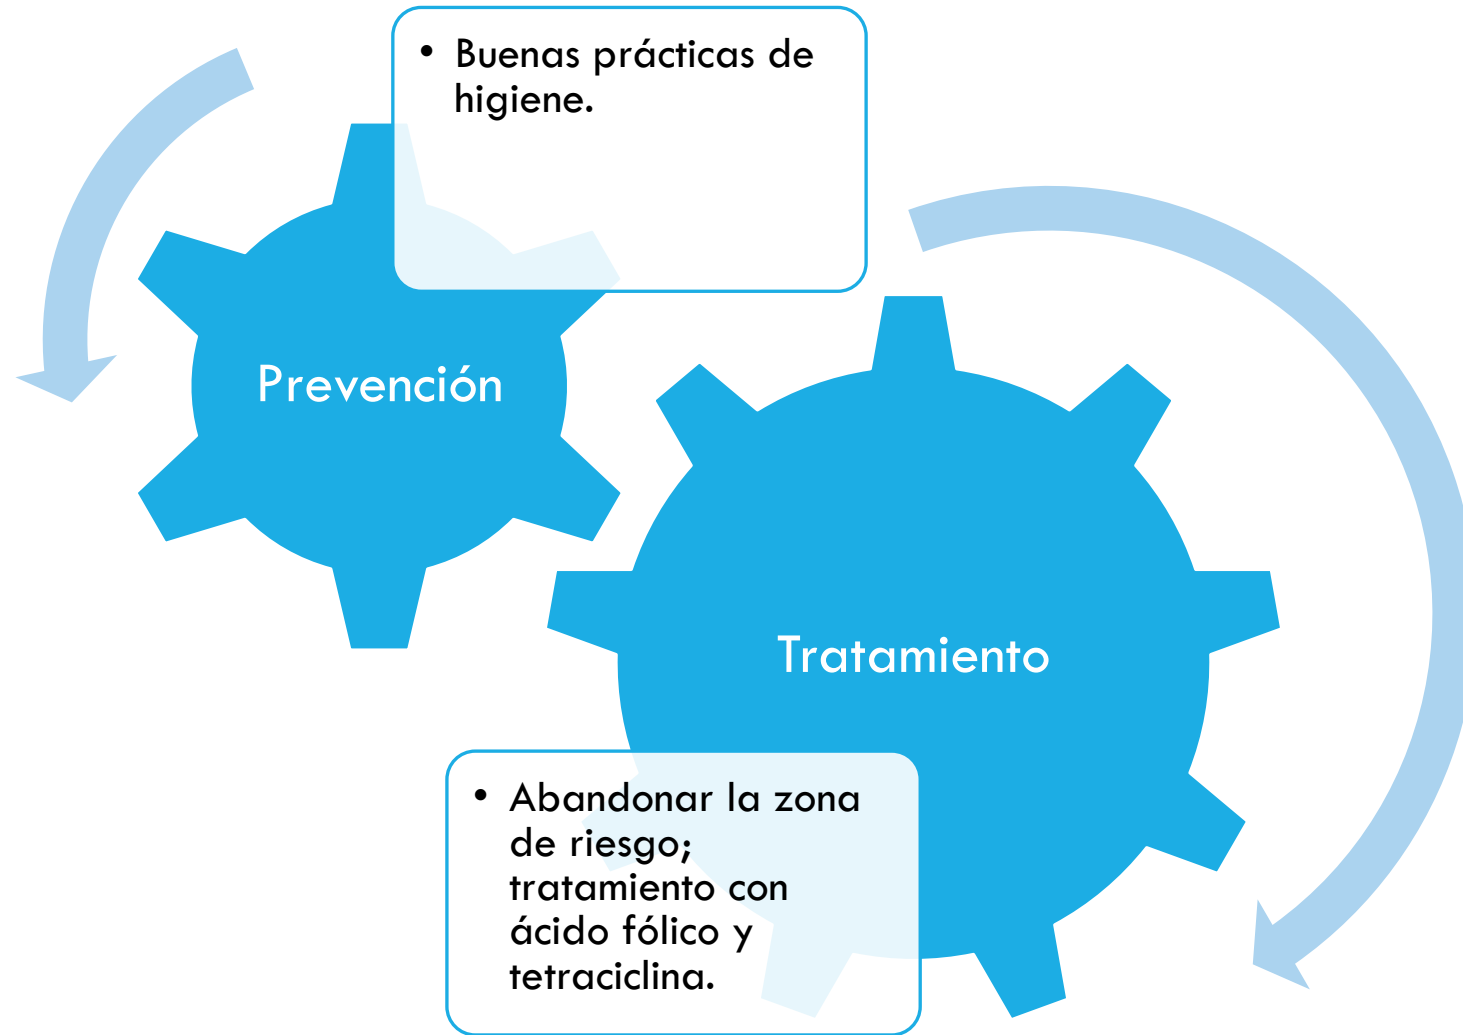 • Buenas prácticas de
higiene.
Prevención
Tratamiento
• Abandonar la zona
de riesgo;
tratamiento con
ácido fólico y
tetraciclina.